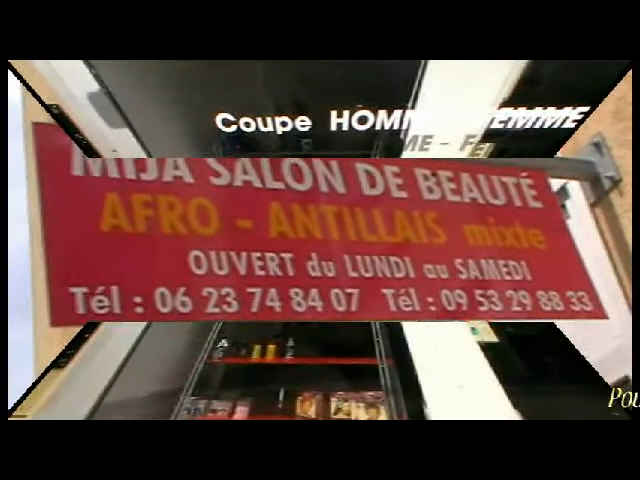 Coupe HOMME - FEMME
MIJA SALON DE BEAUTÉ
AFRO - ANTILLAIS mixte
OUVERT du LUNDI au SAMEDI
Tél : 06 23 74 84 07 Tél : 09 53 29 88 33
Pou